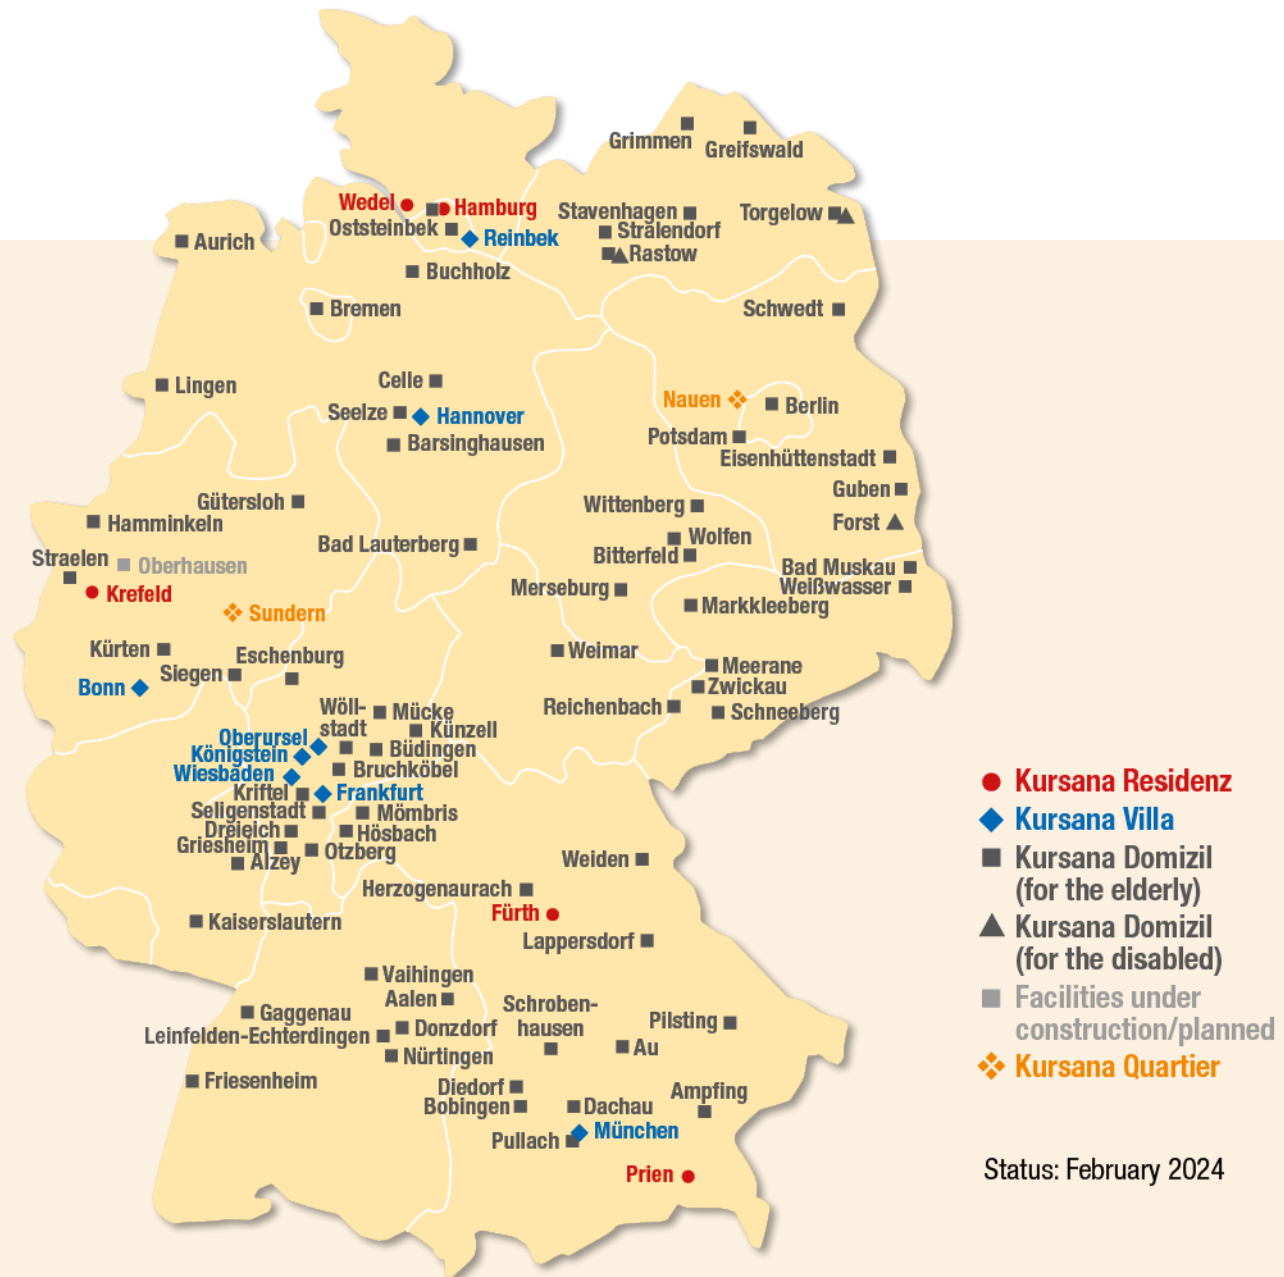 Grimmen
Greifswald
Wedel
Hamburg
Stavenhagen
Torgelow
Oststeinbek
Stralendorf
Aurich
Reinbek
Rastow
Buchholz
Bremen
Schwedt
Lingen
Celle
Nauen
Berlin
Seelze
Hannover
Potsdam
Barsinghausen
Eisenhüttenstadt
Guben
Gütersloh
Wittenberg
Hamminkeln
Forst
Bad Lauterberg
Wolfen
Straelen
Bitterfeld
Oberhausen
Bad Muskau
Krefeld
Merseburg
Weißwasser
Sundern
Markkleeberg
Kürten
Eschenburg
Weimar
Siegen
Meerane
Bonn
Zwickau
Wöll-
stadt
Mücke
Reichenbach
Schneeberg
Künzell
Oberursel
Königstein
Büdingen
Wiesbaden
Bruchköbel
Kriftel
Frankfurt
Seligenstadt
Mömbris
Dreieich
Hösbach
Griesheim
Otzberg
Alzey
Weiden
Herzogenaurach
Fürth
Kaiserslautern
Lappersdorf
Vaihingen
Aalen
Schroben-
hausen
Gaggenau
Pilsting
Leinfelden-Echterdingen
Donzdorf
Nürtingen
Au
Friesenheim
Diedorf
Ampfing
Bobingen
Dachau
Pullach
München
Prien
Kursana Residenz
Kursana Villa
Kursana Domizil
(for the elderly)
Kursana Domizil
(for the disabled)
Facilities under
construction/planned
Kursana Quartier
Status: February 2024